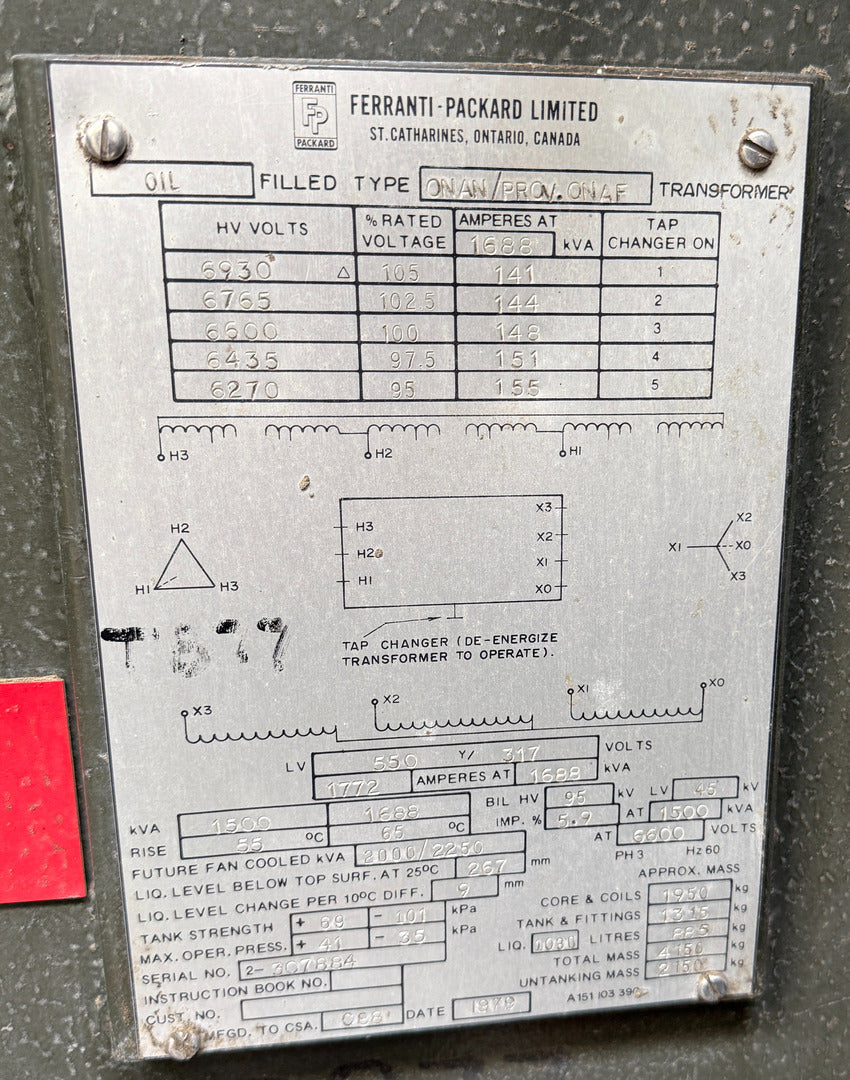 FERRANTI
FP
PACKARD
FERRANTI-PACKARD LIMITED
ST. CATHARINES, ONTARIO, CANADA
OIL FILLED TYPE ONAN/PROV. ONAF TRANSFORMER
HV VOLTS % RATED VOLTAGE AMPERES AT 1688 kVA TAP CHANGER ON
6930 △ 105 141 1
6765 102.5 144 2
6600 100 148 3
6435 97.5 151 4
6270 95 155 5
H3 H2 H1
H2
H1 H3
H3
H2
H1
X3
X2
X1
X0
X2
X1 X0
X3
TAP CHANGER (DE-ENERGIZE
TRANSFORMER TO OPERATE).
X3 X2 X1 X0
LV 550 Y/ 317 VOLTS
1772 AMPERES AT 1688 kVA
kVA 1500 1688
RISE 55 °C 65 °C
BIL HV 95 kV LV 45 kV
IMP. % 5.9 AT 1500 kVA
AT 6600 VOLTS
PH 3 Hz 60
FUTURE FAN COOLED kVA 2000/2250
LIQ. LEVEL BELOW TOP SURF. AT 25°C 267 mm
LIQ. LEVEL CHANGE PER 10°C DIFF. 9 mm
TANK STRENGTH + 69 - 101 kPa
MAX. OPER. PRESS. + 41 - 35 kPa
SERIAL NO. 2-307884
INSTRUCTION BOOK NO.
CUST. NO.
MFGD. TO CSA. C88 DATE 1979
APPROX. MASS
CORE & COILS 1950 kg
TANK & FITTINGS 1315 kg
LIQ. 1030 LITRES 885 kg
TOTAL MASS 4150 kg
UNTANKING MASS 2150 kg
A151 103 390